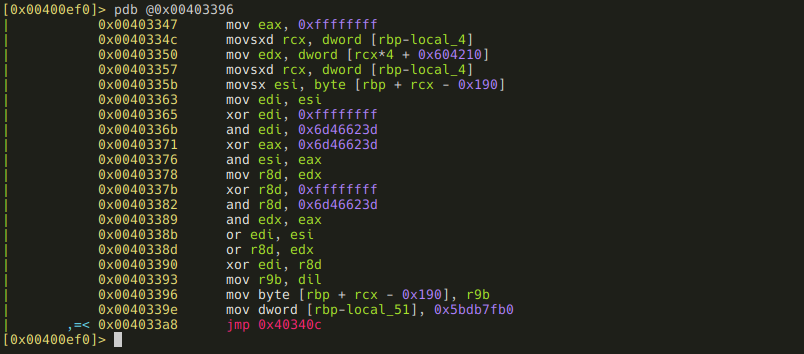 [0x00400ef0]> pdb @0x00403396
| 0x00403347 mov eax, 0xffffffff
| 0x0040334c movsxd rcx, dword [rbp-local_4]
| 0x00403350 mov edx, dword [rcx*4 + 0x604210]
| 0x00403357 movsxd rcx, dword [rbp-local_4]
| 0x0040335b movsx esi, byte [rbp + rcx - 0x190]
| 0x00403363 mov edi, esi
| 0x00403365 xor edi, 0xffffffff
| 0x0040336b and edi, 0x6d46623d
| 0x00403371 xor eax, 0x6d46623d
| 0x00403376 and esi, eax
| 0x00403378 mov r8d, edx
| 0x0040337b xor r8d, 0xffffffff
| 0x00403382 and r8d, 0x6d46623d
| 0x00403389 and edx, eax
| 0x0040338b or edi, esi
| 0x0040338d or r8d, edx
| 0x00403390 xor edi, r8d
| 0x00403393 mov r9b, dil
| 0x00403396 mov byte [rbp + rcx - 0x190], r9b
| 0x0040339e mov dword [rbp-local_51], 0x5bdb7fb0
| ,=< 0x004033a8 jmp 0x40340c
[0x00400ef0]>